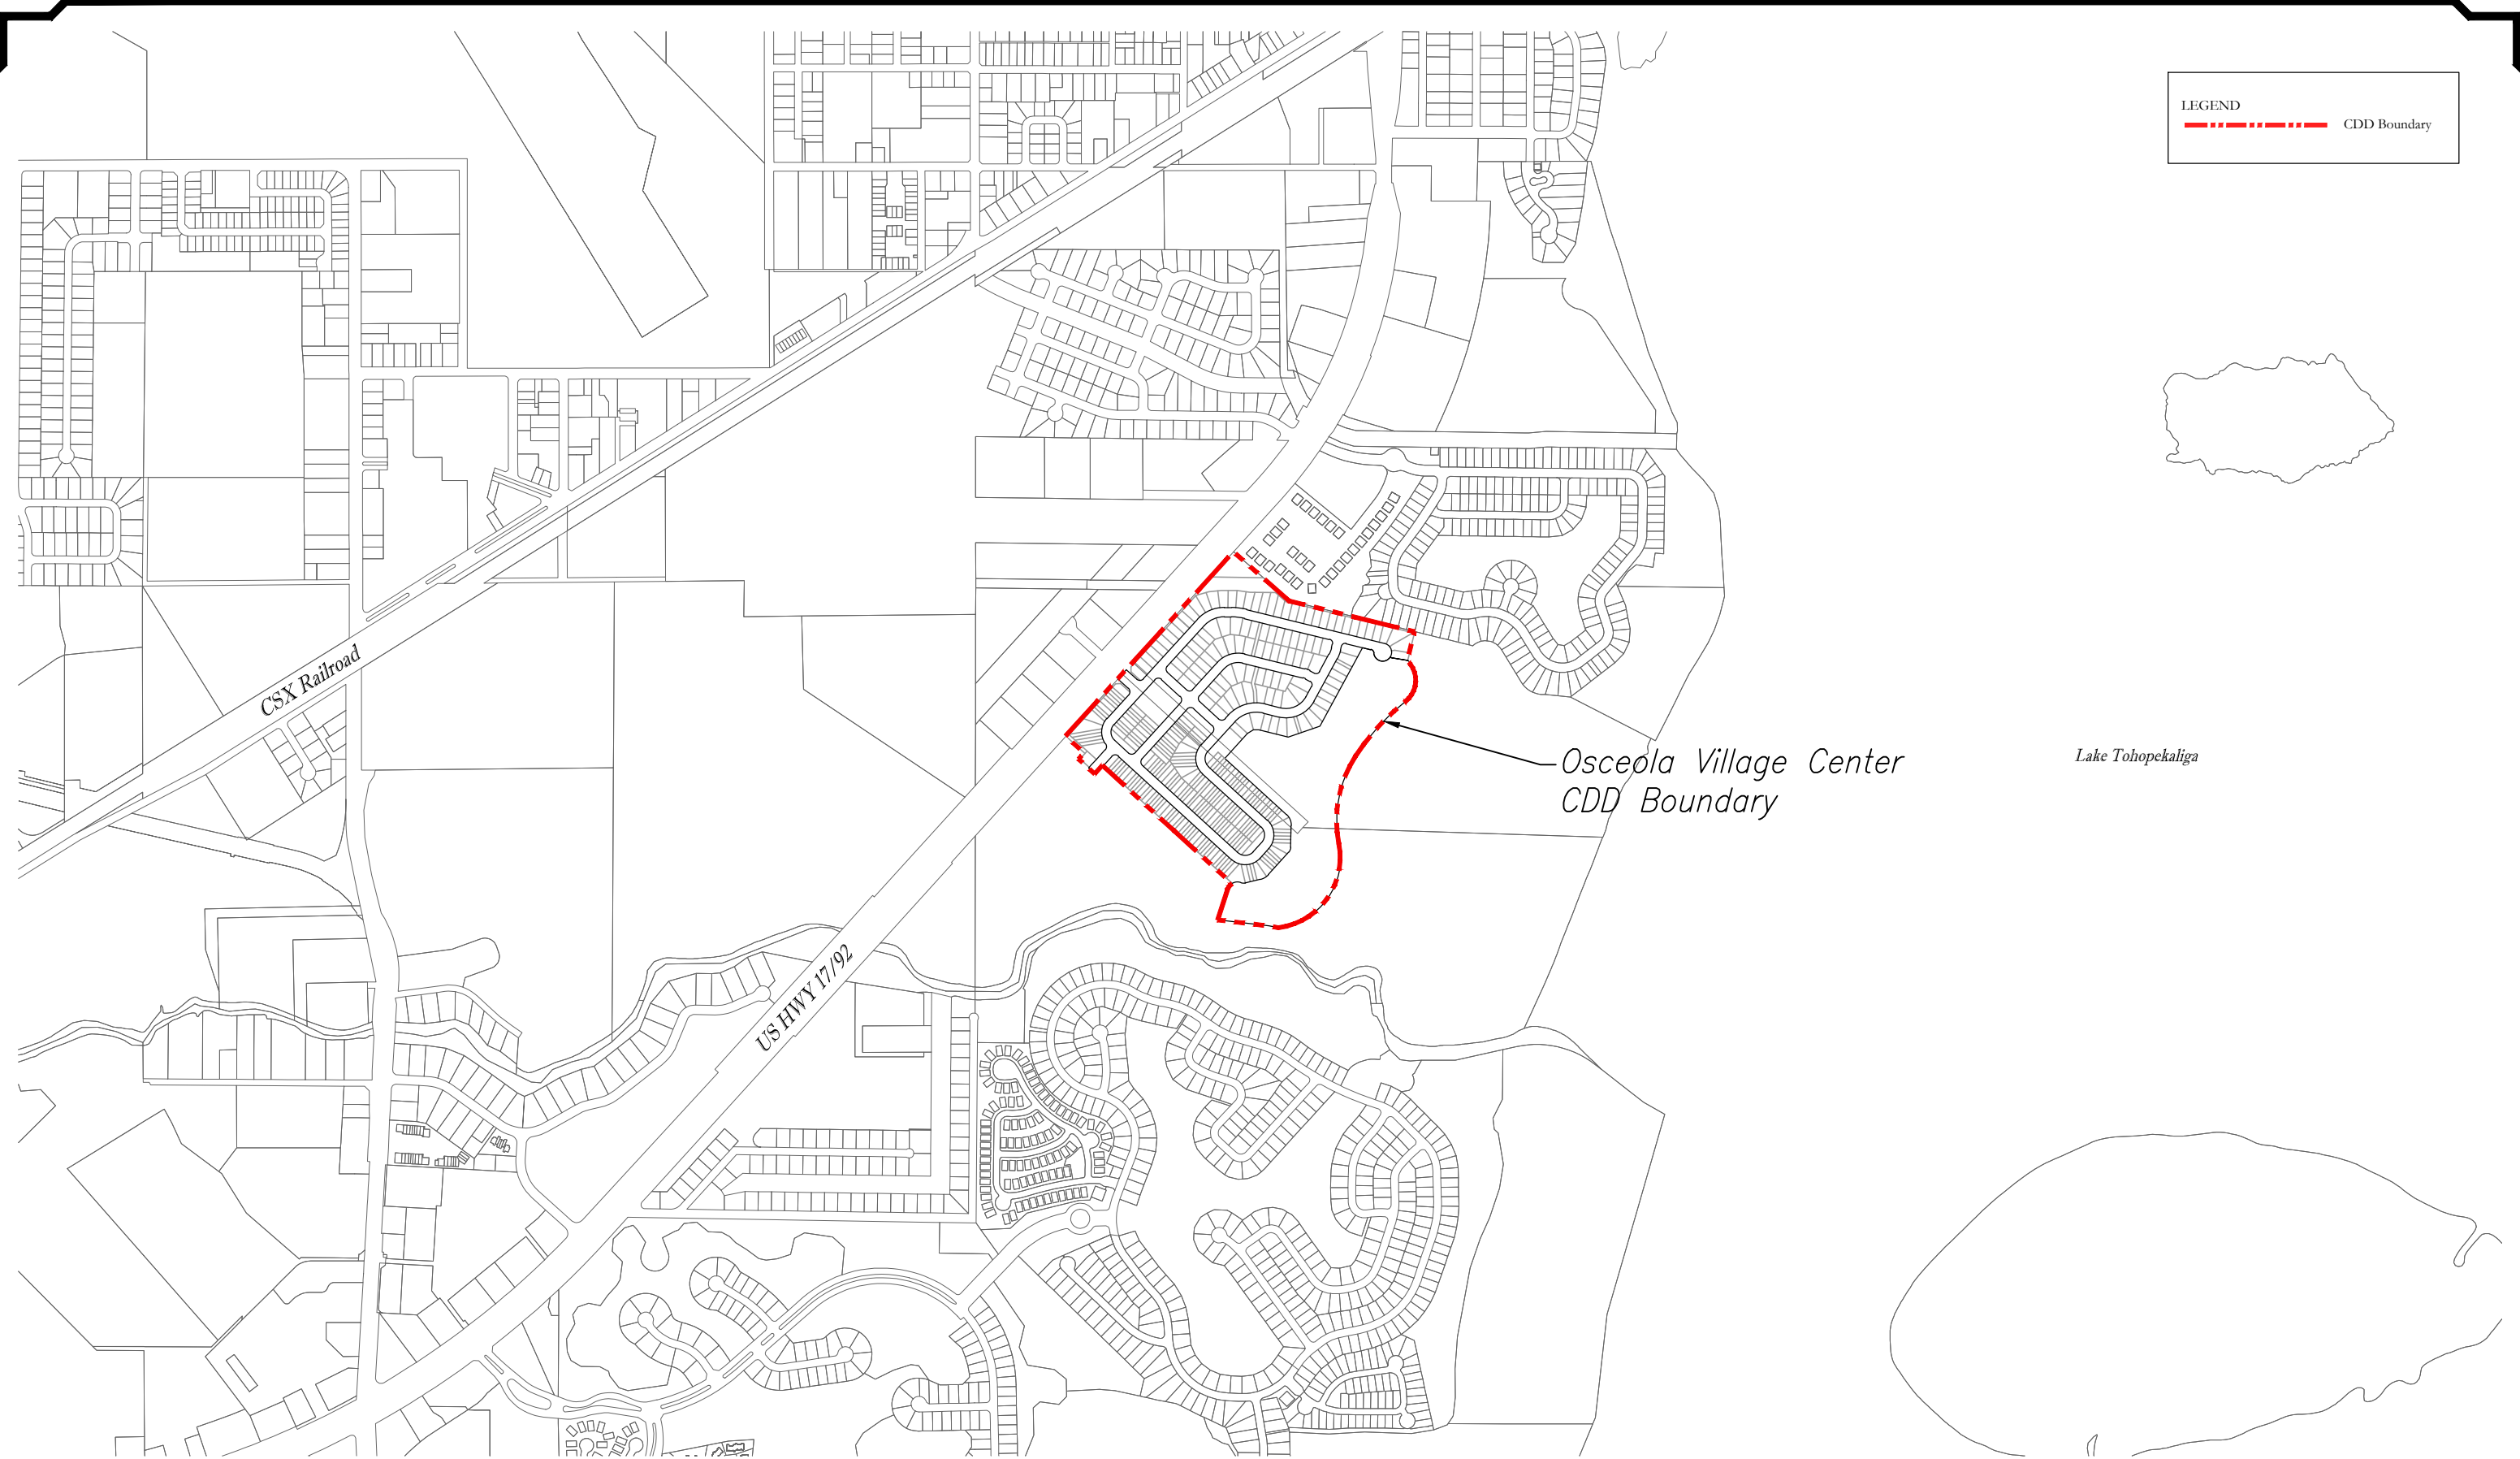 LEGEND
CDD Boundary
CSX Railroad
Osceola Village Center
CDD Boundary
Lake Tohopekaliga
US HWY 17/92